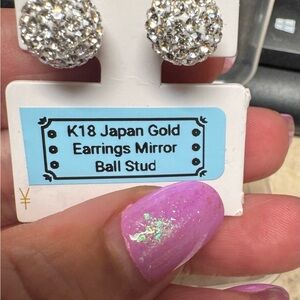 K18 Japan Gold
Earrings Mirror
Ball Stud
¥